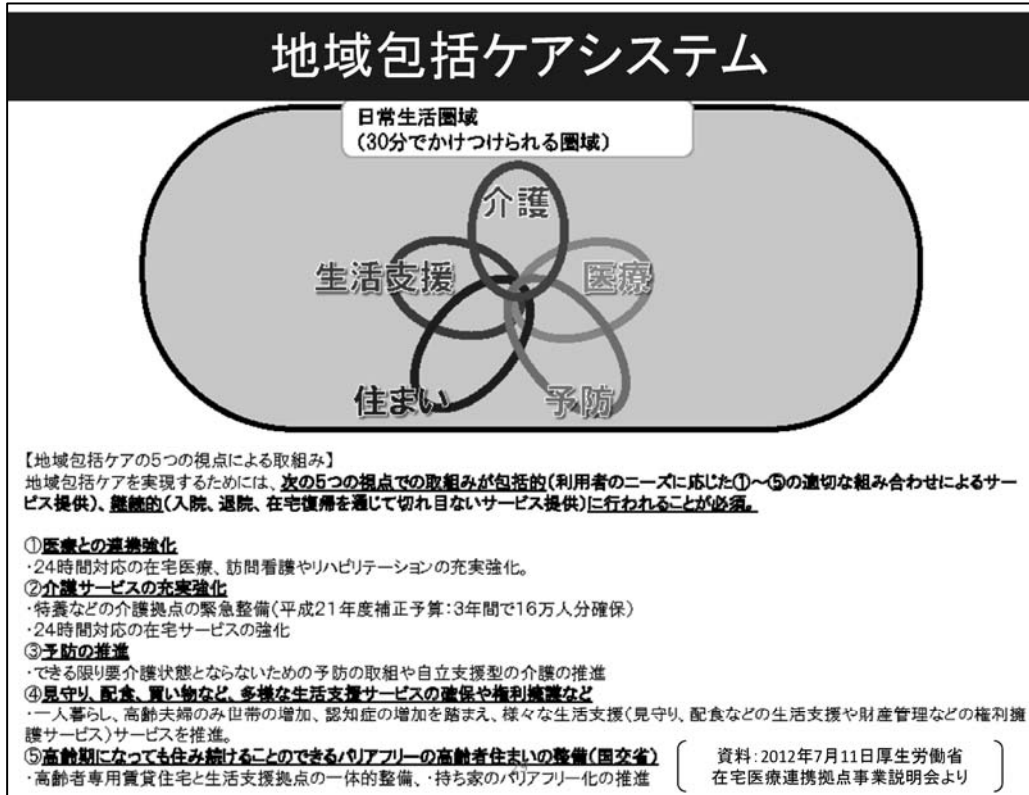 地域包括ケアシステム
日常生活圏域
(30分でかけつけられる圏域)
介護
生活支援
医療
住まい
予防
【地域包括ケアの5つの視点による取組み】
地域包括ケアを実現するためには、次の5つの視点での取組みが包括的(利用者のニーズに応じた①～⑤の適切な組み合わせによるサー
ビス提供)、継続的(入院、退院、在宅復帰を通じて切れ目ないサービス提供)に行われることが必須。
①医療との連携強化
・24時間対応の在宅医療、訪問看護やリハビリテーションの充実強化。
②介護サービスの充実強化
・特養などの介護拠点の緊急整備(平成21年度補正予算:3年間で16万人分確保)
・24時間対応の在宅サービスの強化
③予防の推進
・できる限り要介護状態とならないための予防の取組や自立支援型の介護の推進
④見守り、配食、買い物など、多様な生活支援サービスの確保や権利擁護など
・一人暮らし、高齢夫婦のみ世帯の増加、認知症の増加を踏まえ、様々な生活支援(見守り、配食などの生活支援や財産管理などの権利擁
護サービス)サービスを推進。
⑤高齢期になっても住み続けることのできるバリアフリーの高齢者住まいの整備(国交省)
・高齢者専用賃貸住宅と生活支援拠点の一体的整備、・持ち家のバリアフリー化の推進
資料:2012年7月11日厚生労働省
在宅医療連携拠点事業説明会より